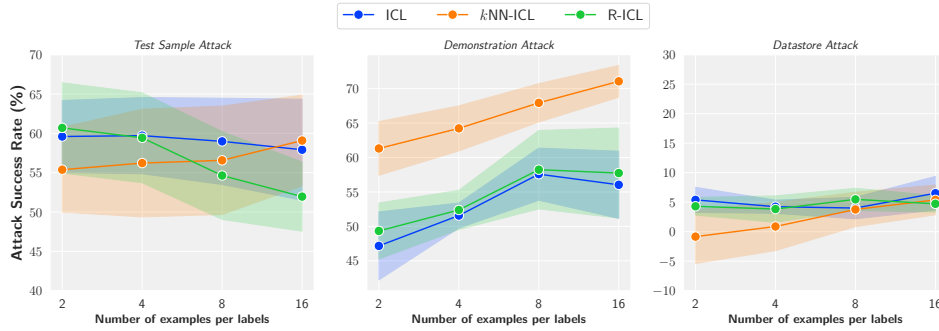 ICL kNN-ICL R-ICL
Test Sample Attack Demonstration Attack Datastore Attack
Attack Success Rate (%)
70
65
60
55
50
45
40
2 4 8 16
Number of examples per labels
70
65
60
55
50
45
2 4 8 16
Number of examples per labels
30
25
20
15
10
5
0
−5
−10
2 4 8 16
Number of examples per labels